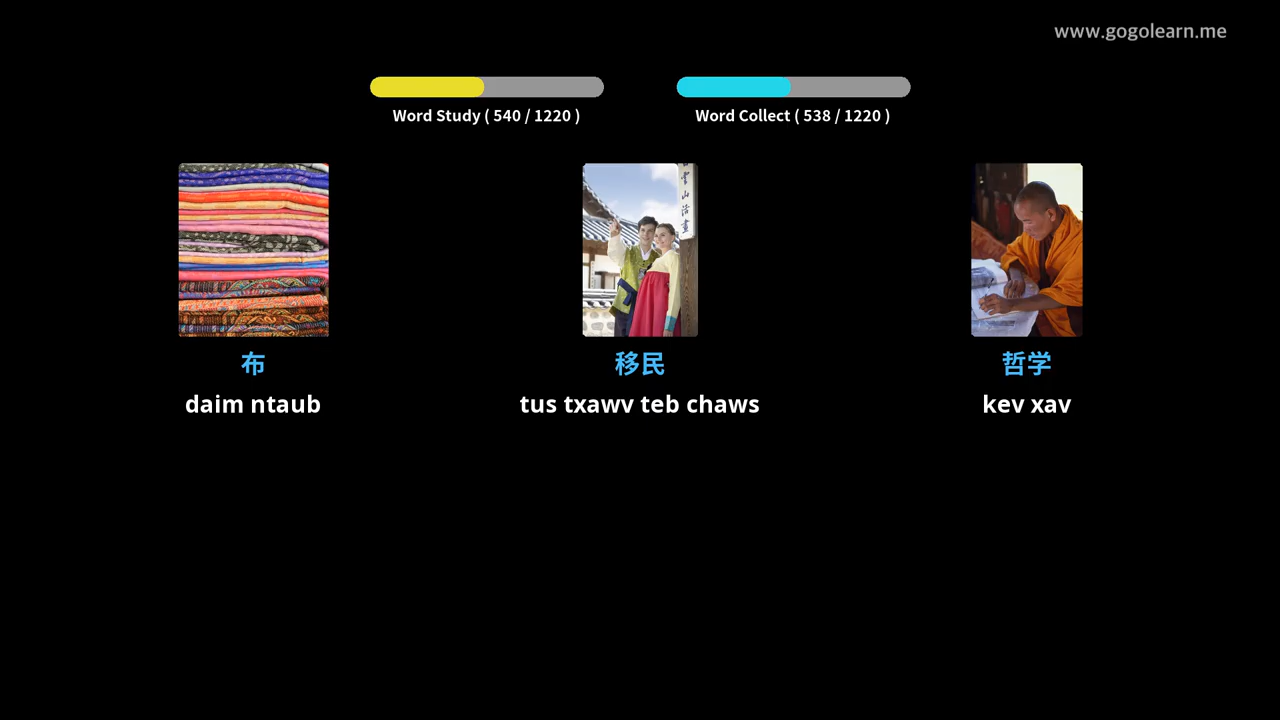 www.gogolearn.me
Word Study ( 540 / 1220 )
Word Collect ( 538 / 1220 )
布
daim ntaub
移民
tus txawv teb chaws
哲学
kev xav